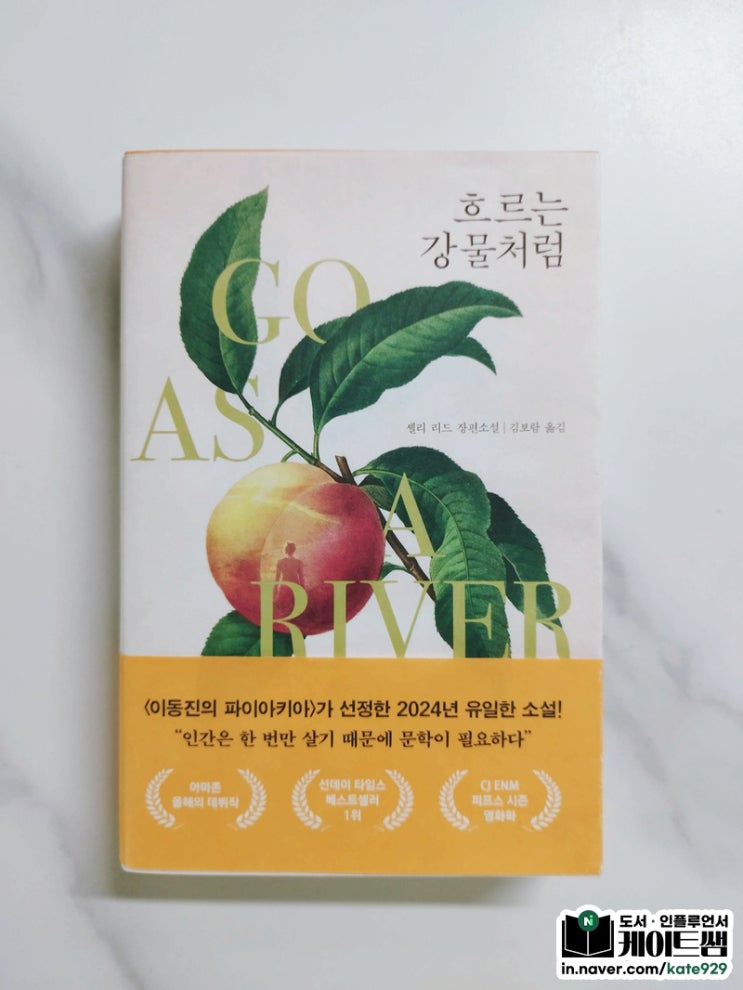 흐르는
강물처럼
GO
AS
셸리 리드 장편소설 | 김보람 옮김
A
RIVER
〈이동진의 파이아키아〉가 선정한 2024년 유일한 소설!
“인간은 한 번만 살기 때문에 문학이 필요하다”
아마존
올해의 데뷔작
선데이 타임스
베스트셀러
1위
CJ ENM
피프스 시즌
영화화
N
도서·인플루언서
케이트쌤
in.naver.com/kate929